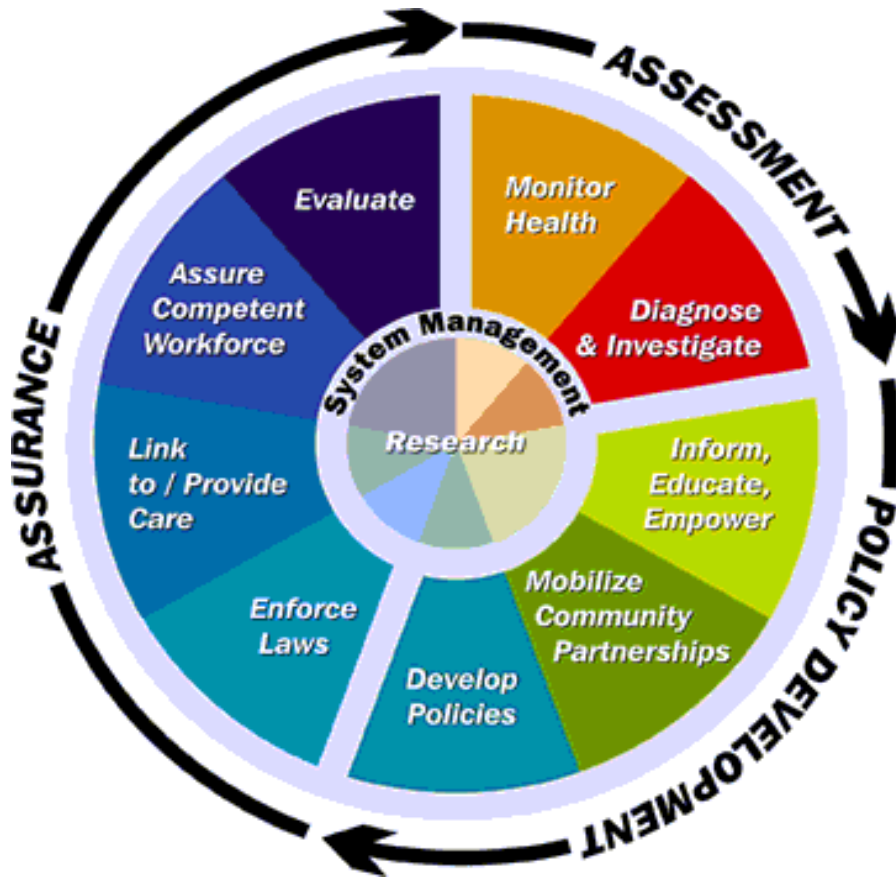 ASSESSMENT
Monitor
Health
Diagnose
& Investigate
Inform,
Educate,
Empower
POLICY DEVELOPMENT
Mobilize
Community
Partnerships
Develop
Policies
Enforce
Laws
ASSURANCE
Link
to / Provide
Care
Assure
Competent
Workforce
Evaluate
System Management
Research